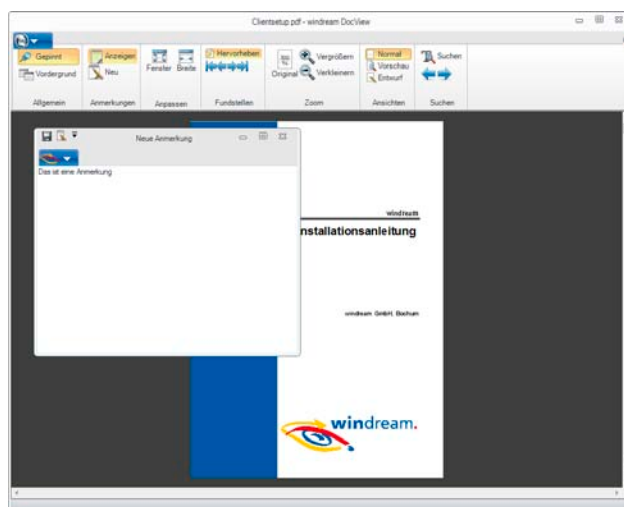 Clientsetup.pdf - windream DocView
Gepinnt
Vordergrund
Allgemein
Anzeigen
Neu
Anmerkungen
Fenster Breite
Anpassen
Hervorheben
Fundstellen
Original
Vergrößern
Verkleinern
Zoom
Normal
Vorschau
Entwurf
Ansichten
Suchen
Suchen
Neue Anmerkung
Das ist eine Anmerkung
windream
nstallationsanleitung
windream GmbH, Bochum
windream.